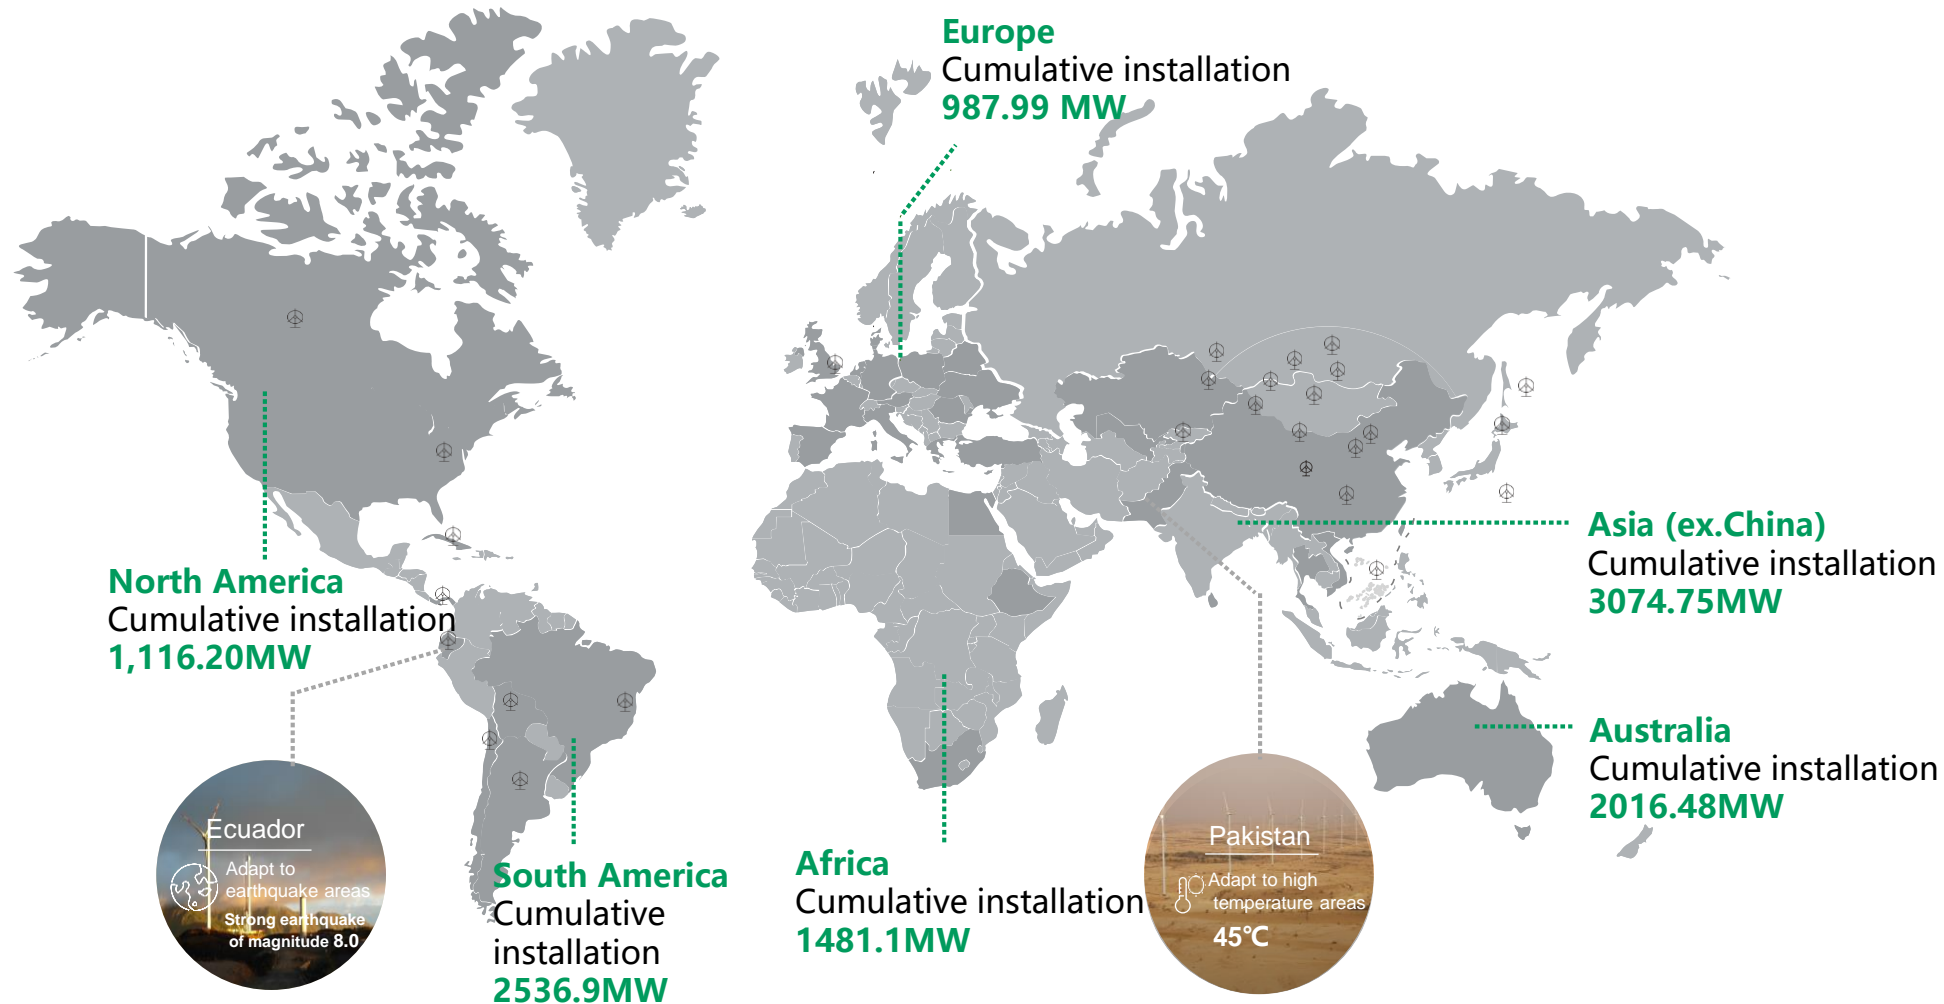 Europe
Cumulative installation
987.99 MW
North America
Cumulative installation
1,116.20MW
Asia (ex.China)
Cumulative installation
3074.75MW
Australia
Cumulative installation
2016.48MW
Ecuador
Adapt to
earthquake areas
Strong earthquake
of magnitude 8.0
South America
Cumulative
installation
2536.9MW
Africa
Cumulative installation
1481.1MW
Pakistan
Adapt to high
temperature areas
45℃